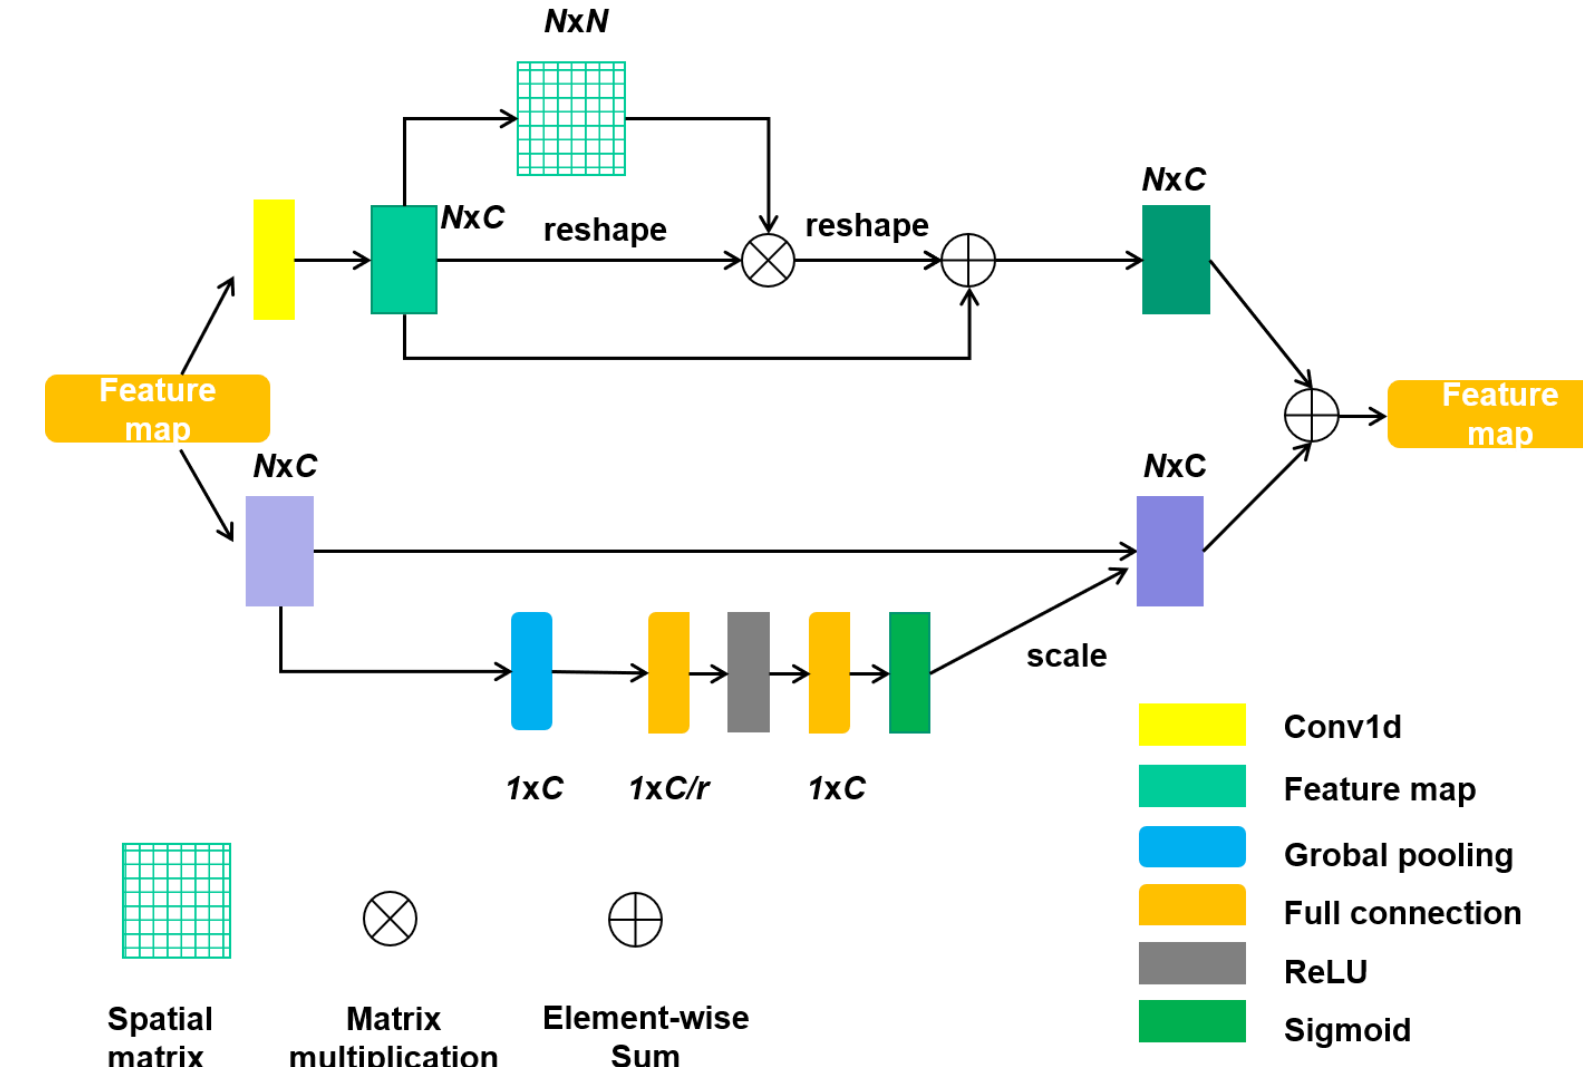 NxN
NxC
reshape
reshape
NxC
Feature
map
Feature
map
NxC
NxC
scale
1xC
1xC/r
1xC
Conv1d
Feature map
Grobal pooling
Full connection
ReLU
Sigmoid
Spatial
matrix
Matrix
multiplication
Element-wise
Sum